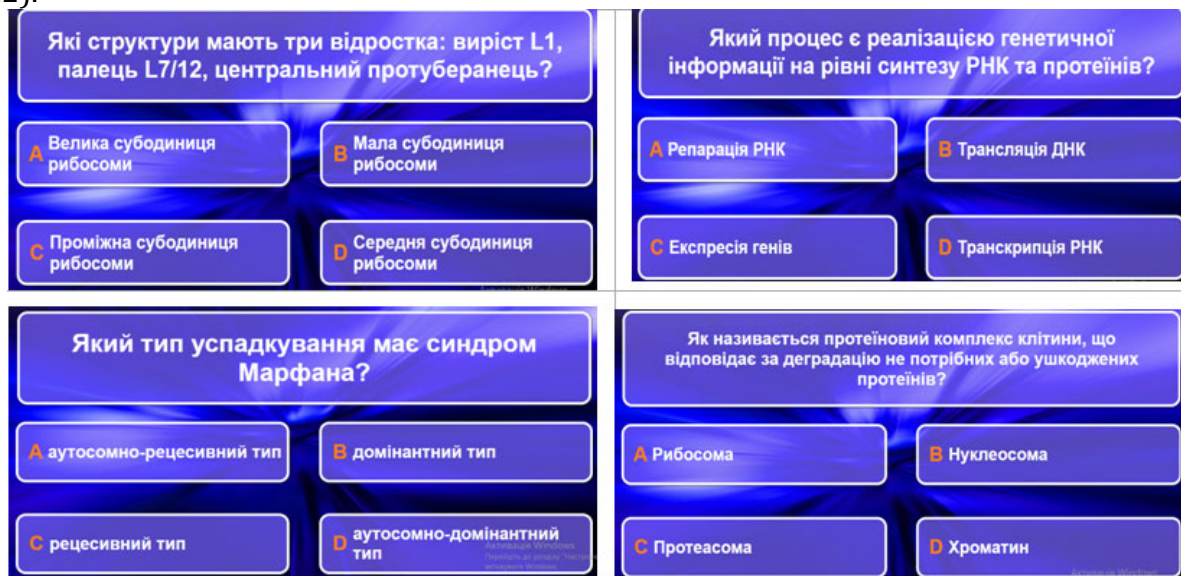 Які структури мають три відростка: виріст L1,
палець L7/12, центральний протуберанець?
A Велика субодиниця
рибосоми
B Мала субодиниця
рибосоми
C Проміжна субодиниця
рибосоми
D Середня субодиниця
рибосоми
Який процес є реалізацією генетичної
інформації на рівні синтезу РНК та протеїнів?
A Репарація РНК
B Трансляція ДНК
C Експресія генів
D Транскрипція РНК
Який тип успадкування має синдром
Марфана?
A аутосомно-рецесивний тип
B домінантний тип
C рецесивний тип
D аутосомно-домінантний
тип
Активация Windows
Як називається протеїновий комплекс клітини, що
відповідає за деградацію не потрібних або ушкоджених
протеїнів?
A Рибосома
B Нуклеосома
C Протеасома
D Хроматин